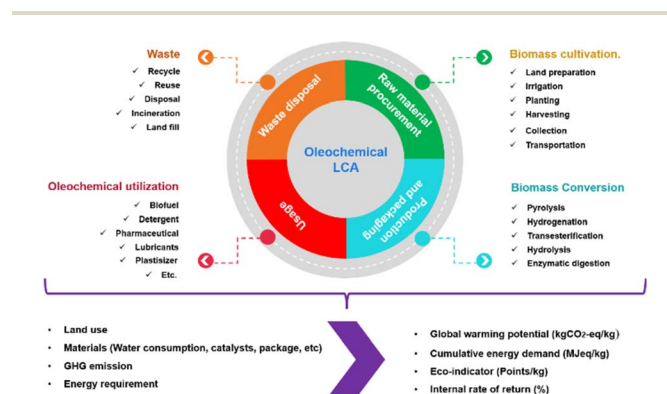 Waste
✓ Recycle
✓ Reuse
✓ Disposal
✓ Incineration
✓ Land fill
Biomass cultivation.
✓ Land preparation
✓ Irrigation
✓ Planting
✓ Harvesting
✓ Collection
✓ Transportation
Waste disposal
Raw material
procurement
Oleochemical
LCA
Usage
Production
and packaging
Oleochemical utilization
✓ Biofuel
✓ Detergent
✓ Pharmaceutical
✓ Lubricants
✓ Plastisizer
✓ Etc.
Biomass Conversion
✓ Pyrolysis
✓ Hydrogenation
✓ Transesterification
✓ Hydrolysis
✓ Enzymatic digestion
• Land use
• Materials (Water consumption, catalysts, package, etc)
• GHG emission
• Energy requirement
• Global warming potential (kgCO2-eq/kg)
• Cumulative energy demand (MJeq/kg)
• Eco-indicator (Points/kg)
• Internal rate of return (%)